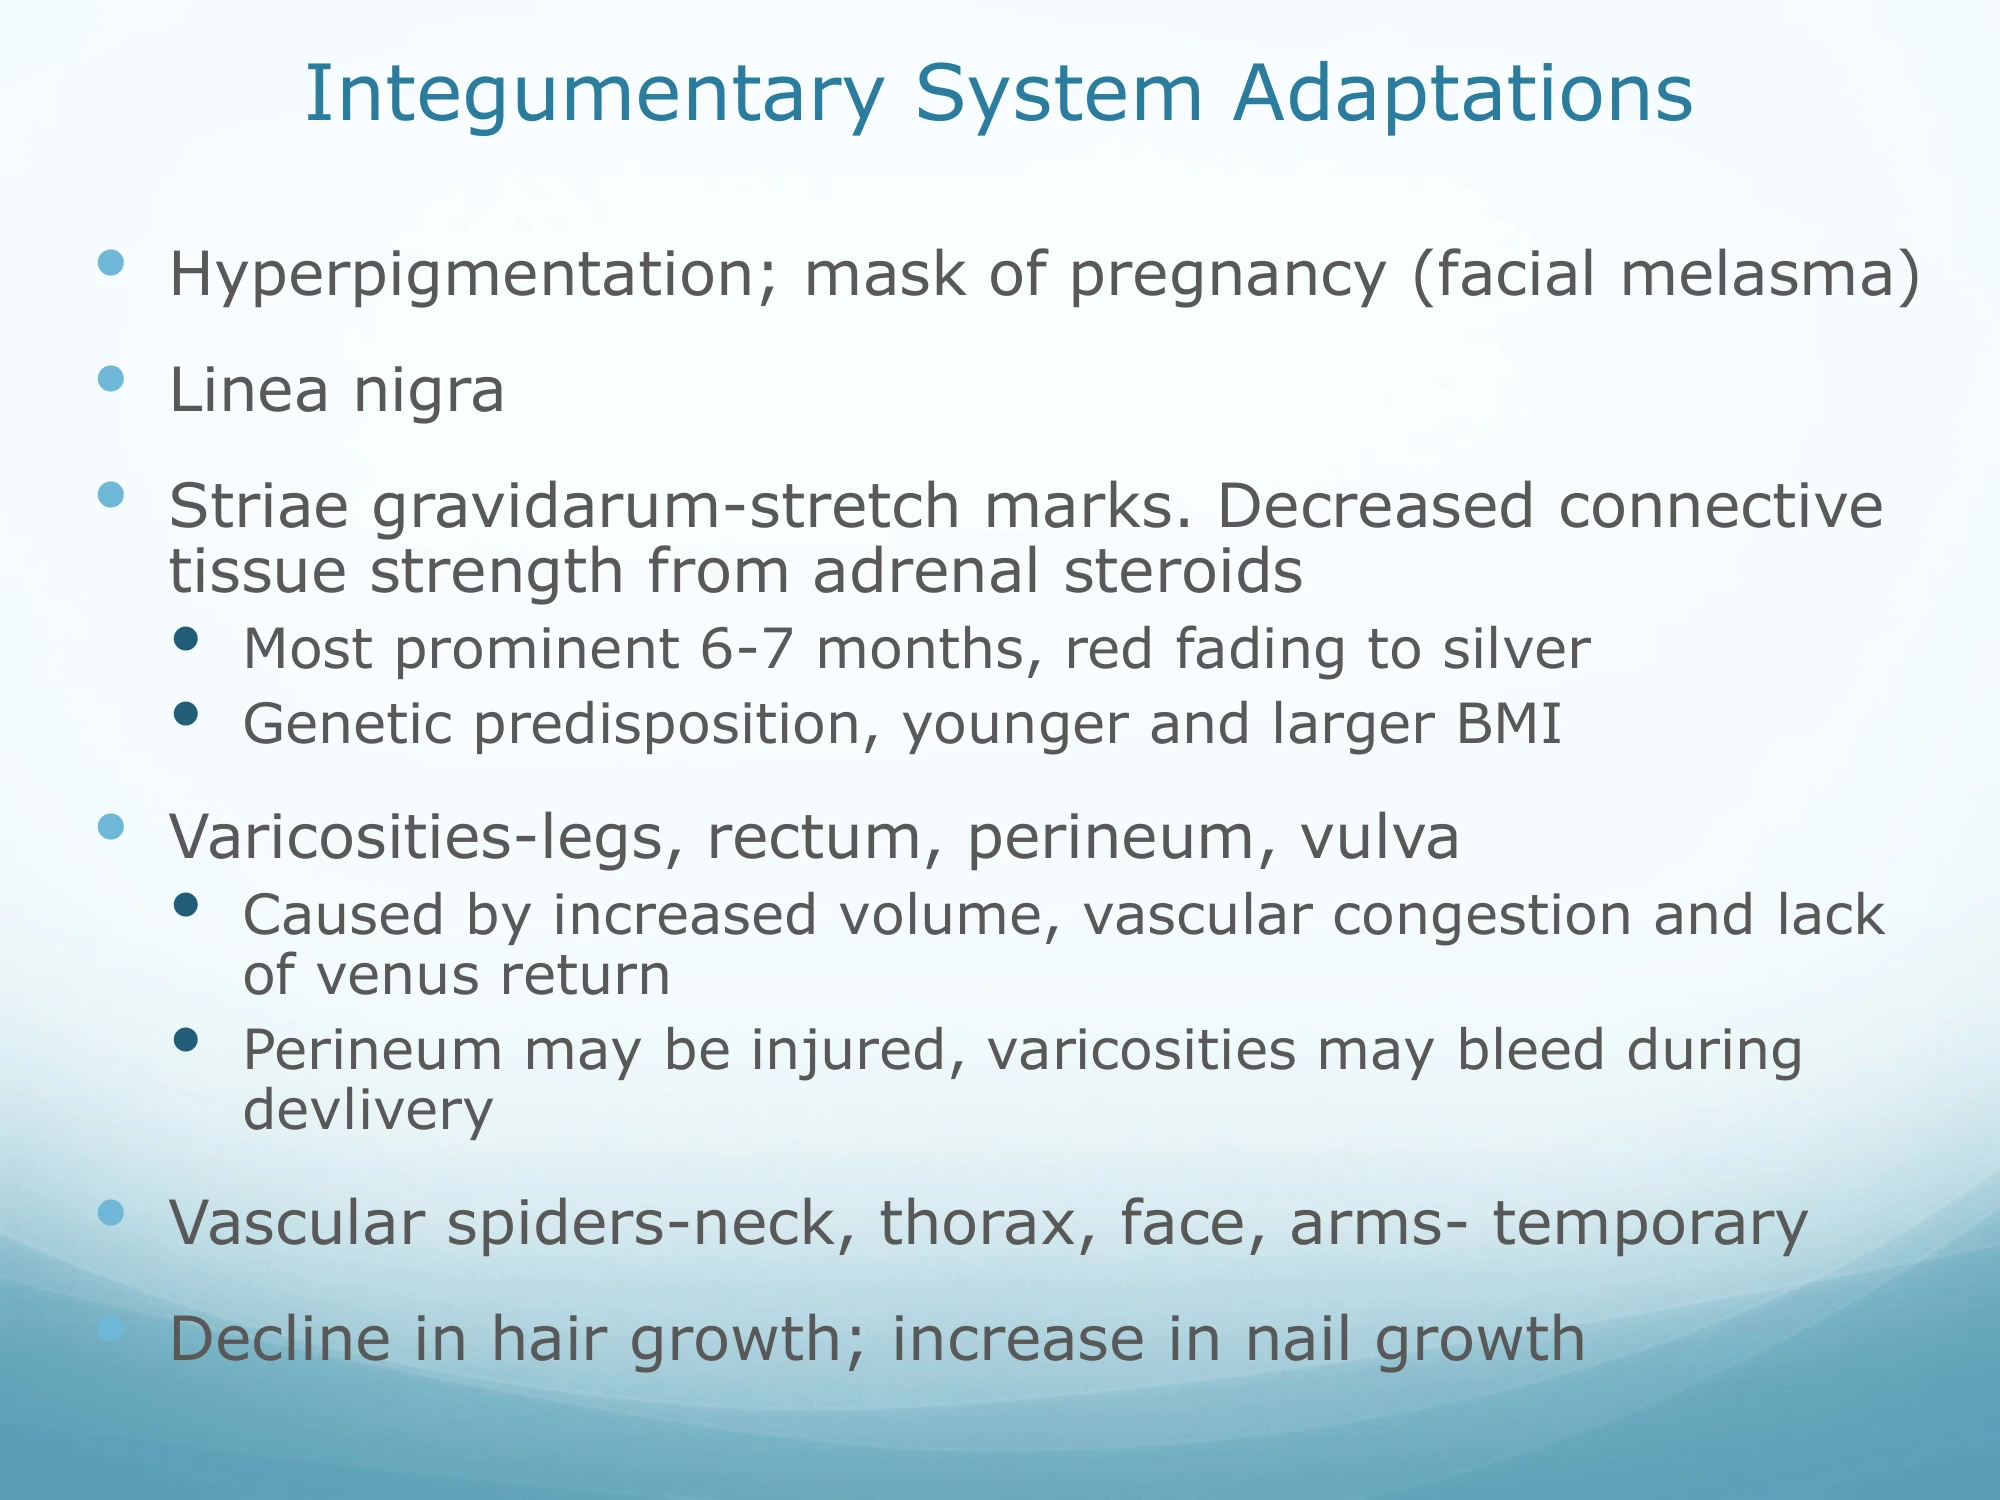 Integumentary System Adaptations
• Hyperpigmentation; mask of pregnancy (facial melasma)
• Linea nigra
• Striae gravidarum-stretch marks. Decreased connective
tissue strength from adrenal steroids
• Most prominent 6-7 months, red fading to silver
• Genetic predisposition, younger and larger BMI
• Varicosities-legs, rectum, perineum, vulva
• Caused by increased volume, vascular congestion and lack
of venus return
• Perineum may be injured, varicosities may bleed during
devlivery
• Vascular spiders-neck, thorax, face, arms- temporary
• Decline in hair growth; increase in nail growth